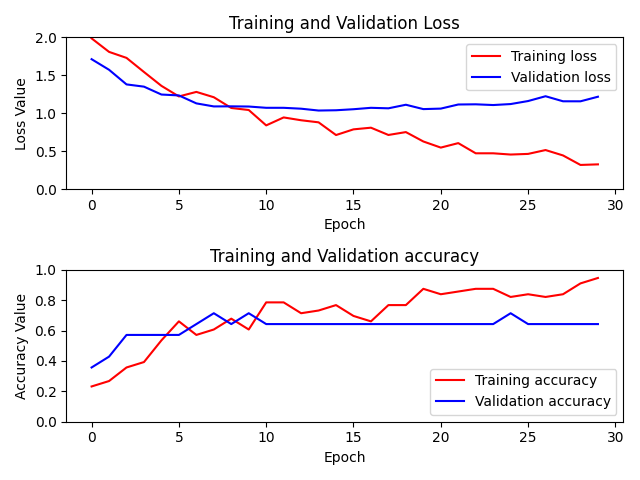 Training and Validation Loss
2.0
1.5
1.0
0.5
0.0
Loss Value
Training loss
Validation loss
0 5 10 15 20 25 30
Epoch
Training and Validation accuracy
1.0
0.8
0.6
0.4
0.2
0.0
Accuracy Value
Training accuracy
Validation accuracy
0 5 10 15 20 25 30
Epoch